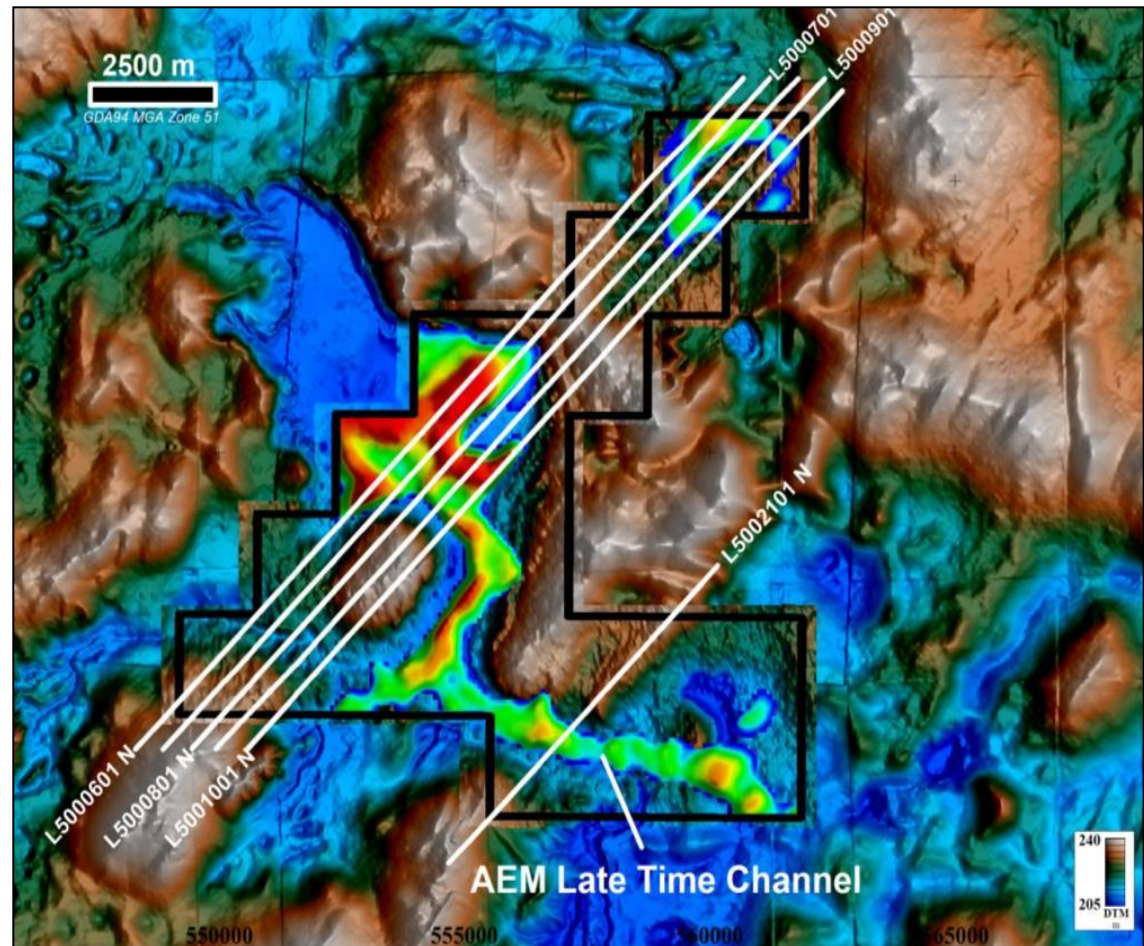 2500 m
GDA94 MGA Zone 51
L5000701
L5000901
L5002101 N
L5000601 N
L5000801 N
L5001001 N
AEM Late Time Channel
240
205
DTM
m
550000
555000
560000
565000